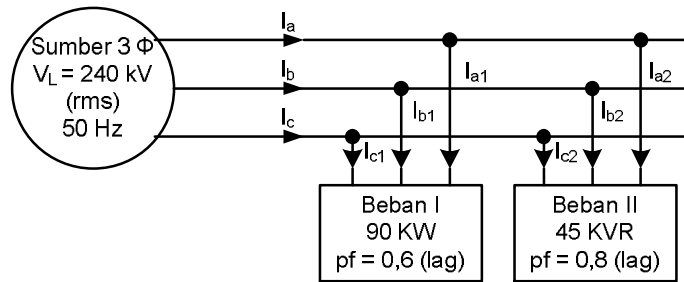 Sumber 3 Φ
V_L = 240 kV
(rms)
50 Hz
I_a
I_b
I_c
I_a1
I_b1
I_c1
I_a2
I_b2
I_c2
Beban I
90 KW
pf = 0,6 (lag)
Beban II
45 KVR
pf = 0,8 (lag)